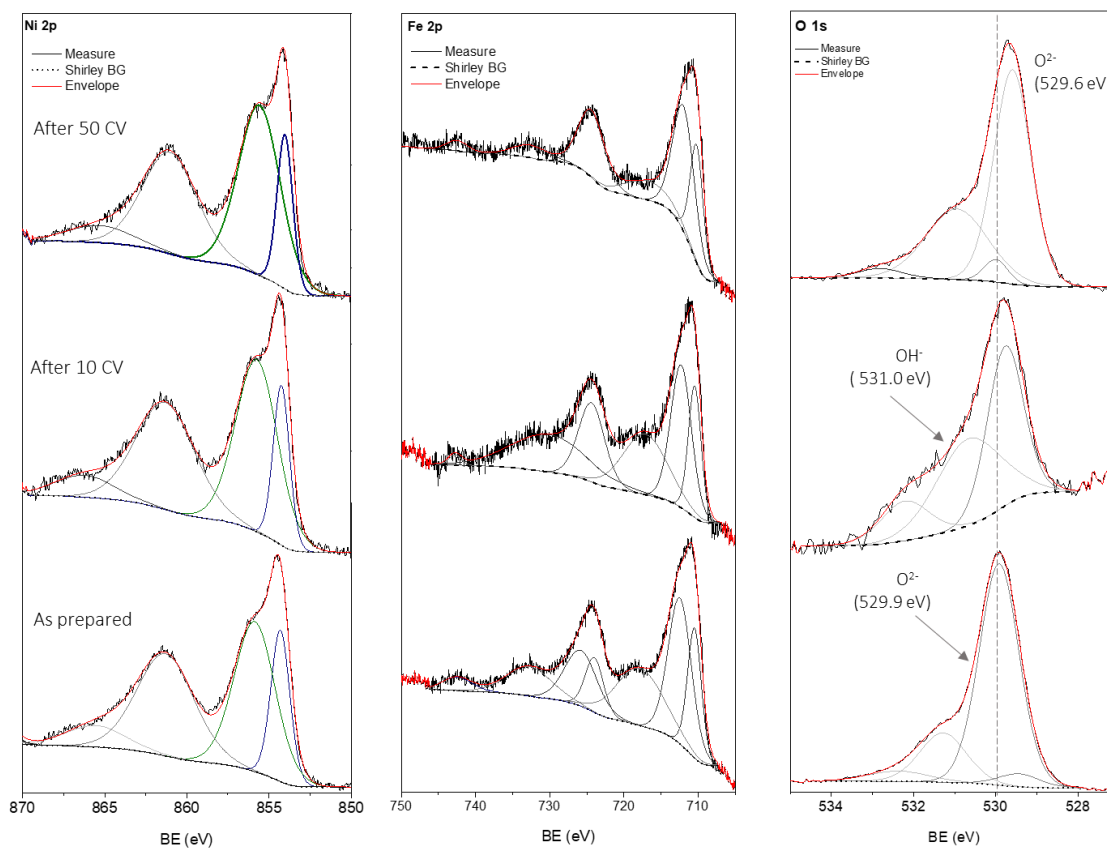 Ni 2p
Measure
Shirley BG
Envelope
After 50 CV
After 10 CV
As prepared
870 865 860 855 850
BE (eV)
Fe 2p
Measure
Shirley BG
Envelope
750 740 730 720 710
BE (eV)
O 1s
Measure
Shirley BG
Envelope
O²⁻
(529.6 eV
OH⁻
( 531.0 eV)
O²⁻
(529.9 eV)
534 532 530 528
BE (eV)